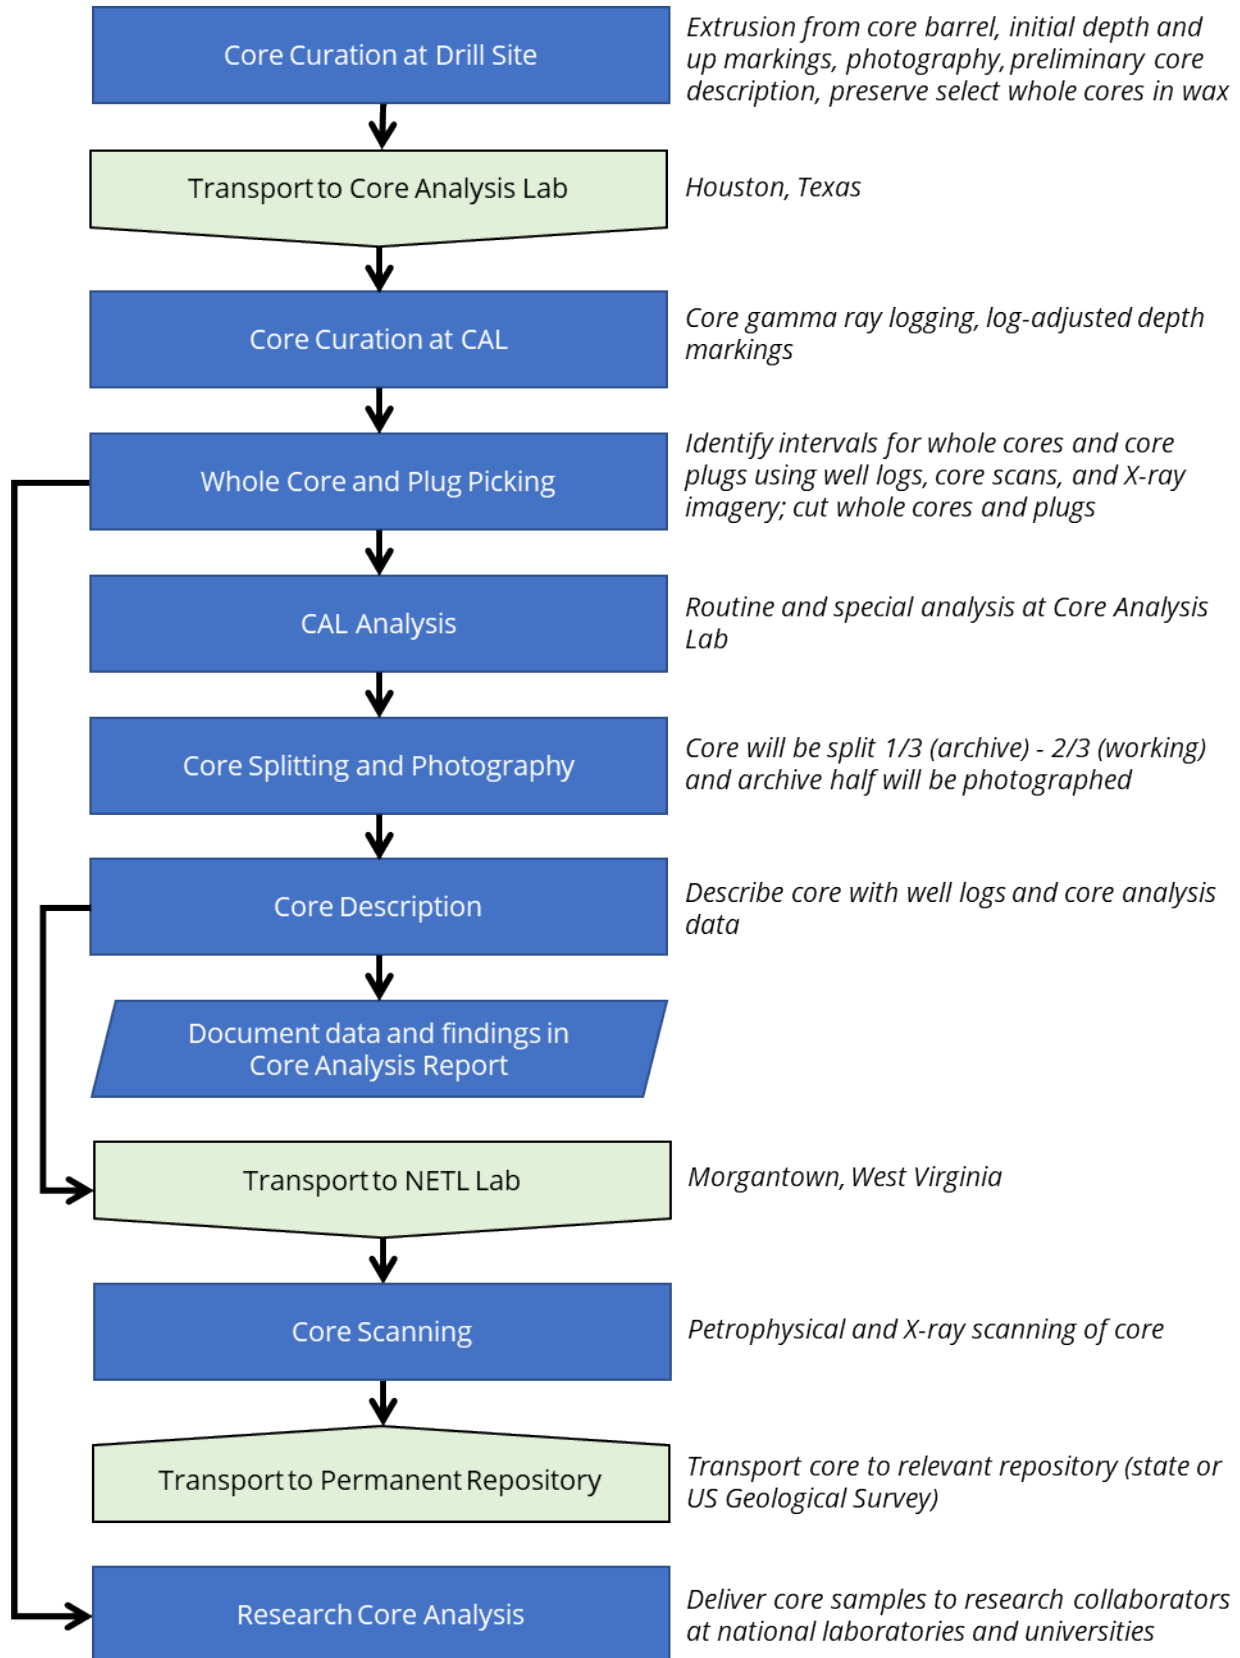 Core Curation at Drill Site
Extrusion from core barrel, initial depth and
up markings, photography, preliminary core
description, preserve select whole cores in wax
Transport to Core Analysis Lab
Houston, Texas
Core Curation at CAL
Core gamma ray logging, log-adjusted depth
markings
Whole Core and Plug Picking
Identify intervals for whole cores and core
plugs using well logs, core scans, and X-ray
imagery; cut whole cores and plugs
CAL Analysis
Routine and special analysis at Core Analysis
Lab
Core Splitting and Photography
Core will be split 1/3 (archive) - 2/3 (working)
and archive half will be photographed
Core Description
Describe core with well logs and core analysis
data
Document data and findings in
Core Analysis Report
Transport to NETL Lab
Morgantown, West Virginia
Core Scanning
Petrophysical and X-ray scanning of core
Transport to Permanent Repository
Transport core to relevant repository (state or
US Geological Survey)
Research Core Analysis
Deliver core samples to research collaborators
at national laboratories and universities